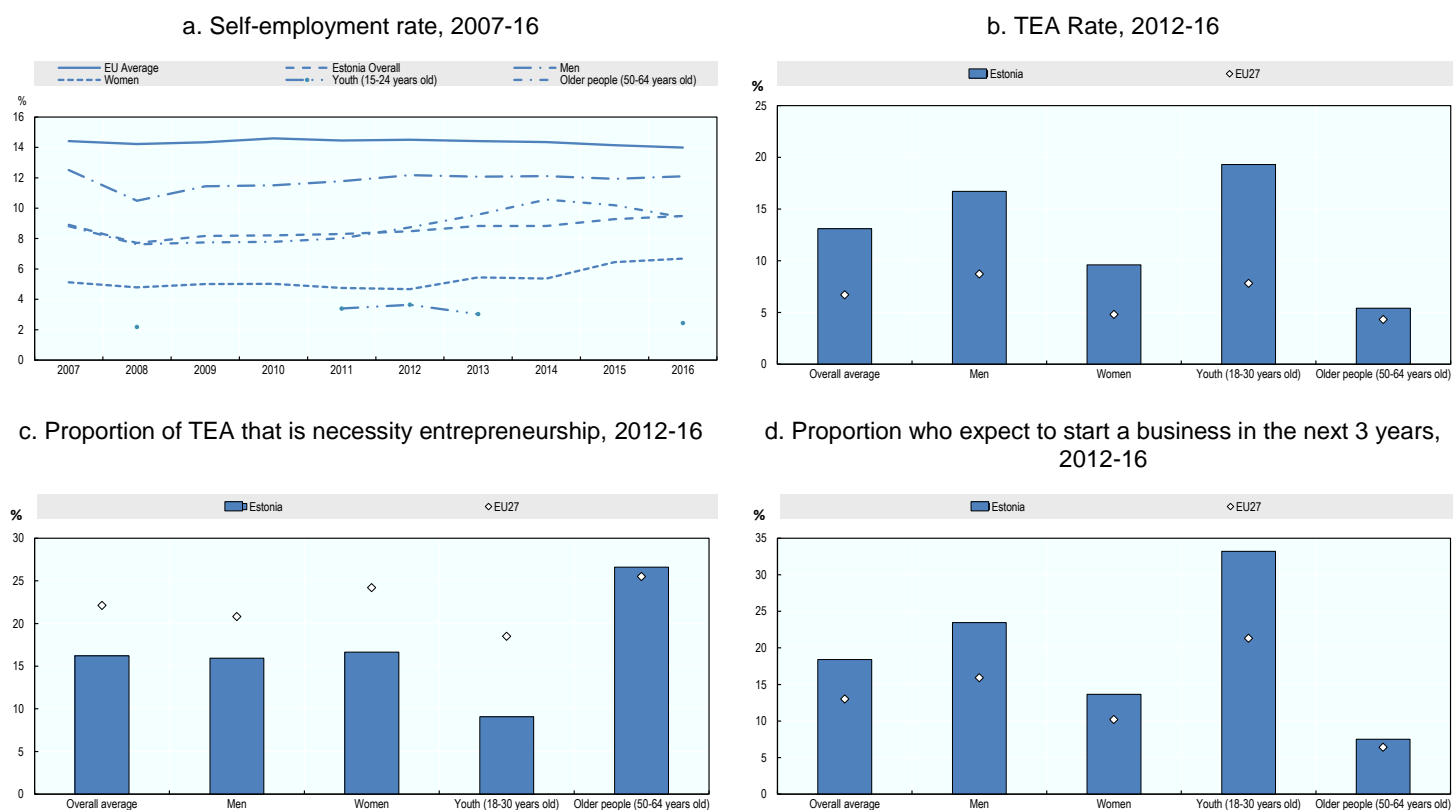 a. Self-employment rate, 2007-16
EU Average Estonia Overall Men
Women Youth (15-24 years old) Older people (50-64 years old)
%
16
14
12
10
8
6
4
2
0
2007 2008 2009 2010 2011 2012 2013 2014 2015 2016
b. TEA Rate, 2012-16
Estonia EU27
%
25
20
15
10
5
0
Overall average Men Women Youth (18-30 years old) Older people (50-64 years old)
c. Proportion of TEA that is necessity entrepreneurship, 2012-16
Estonia EU27
%
30
25
20
15
10
5
0
Overall average Men Women Youth (18-30 years old) Older people (50-64 years old)
d. Proportion who expect to start a business in the next 3 years,
2012-16
Estonia EU27
%
35
30
25
20
15
10
5
0
Overall average Men Women Youth (18-30 years old) Older people (50-64 years old)